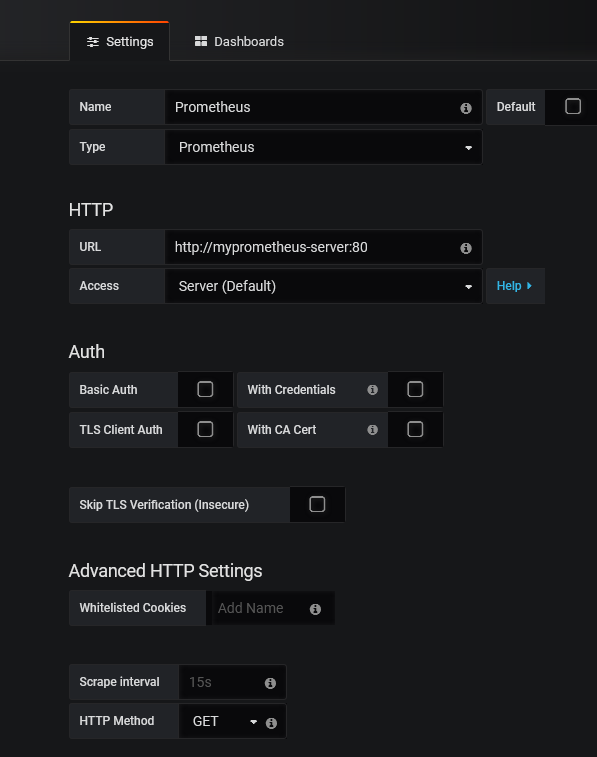 Settings Dashboards
Name Prometheus Default
Type Prometheus
HTTP
URL http://myprometheus-server:80
Access Server (Default) Help
Auth
Basic Auth With Credentials
TLS Client Auth With CA Cert
Skip TLS Verification (Insecure)
Advanced HTTP Settings
Whitelisted Cookies Add Name
Scrape interval 15s
HTTP Method GET